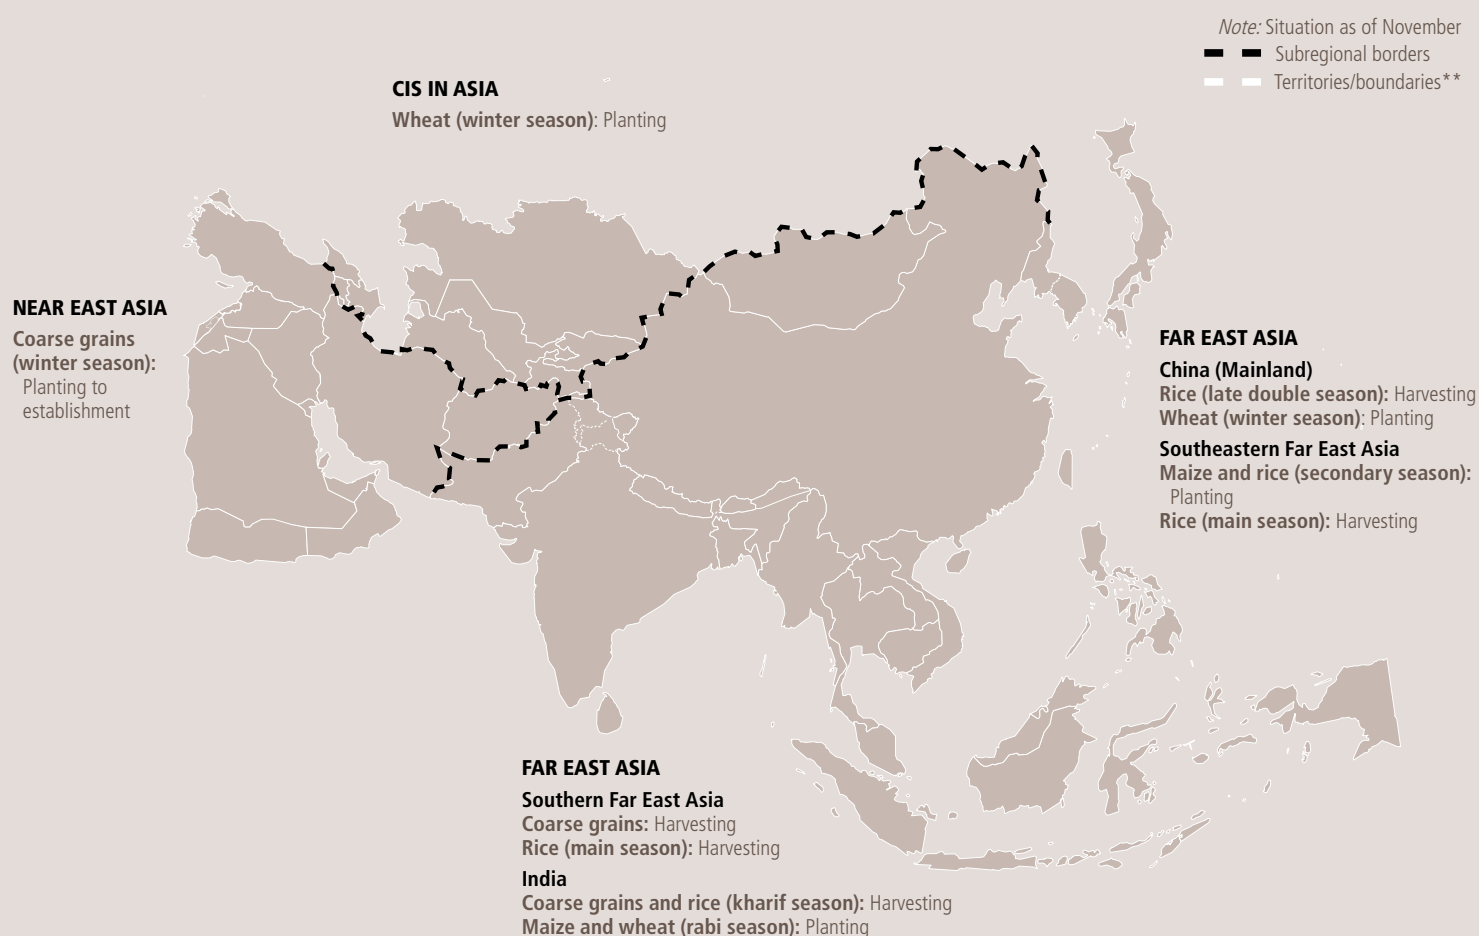 Note: Situation as of November
Subregional borders
Territories/boundaries**
CIS IN ASIA
Wheat (winter season): Planting
NEAR EAST ASIA
Coarse grains
(winter season):
Planting to
establishment
FAR EAST ASIA
China (Mainland)
Rice (late double season): Harvesting
Wheat (winter season): Planting
Southeastern Far East Asia
Maize and rice (secondary season):
Planting
Rice (main season): Harvesting
FAR EAST ASIA
Southern Far East Asia
Coarse grains: Harvesting
Rice (main season): Harvesting
India
Coarse grains and rice (kharif season): Harvesting
Maize and wheat (rabi season): Planting